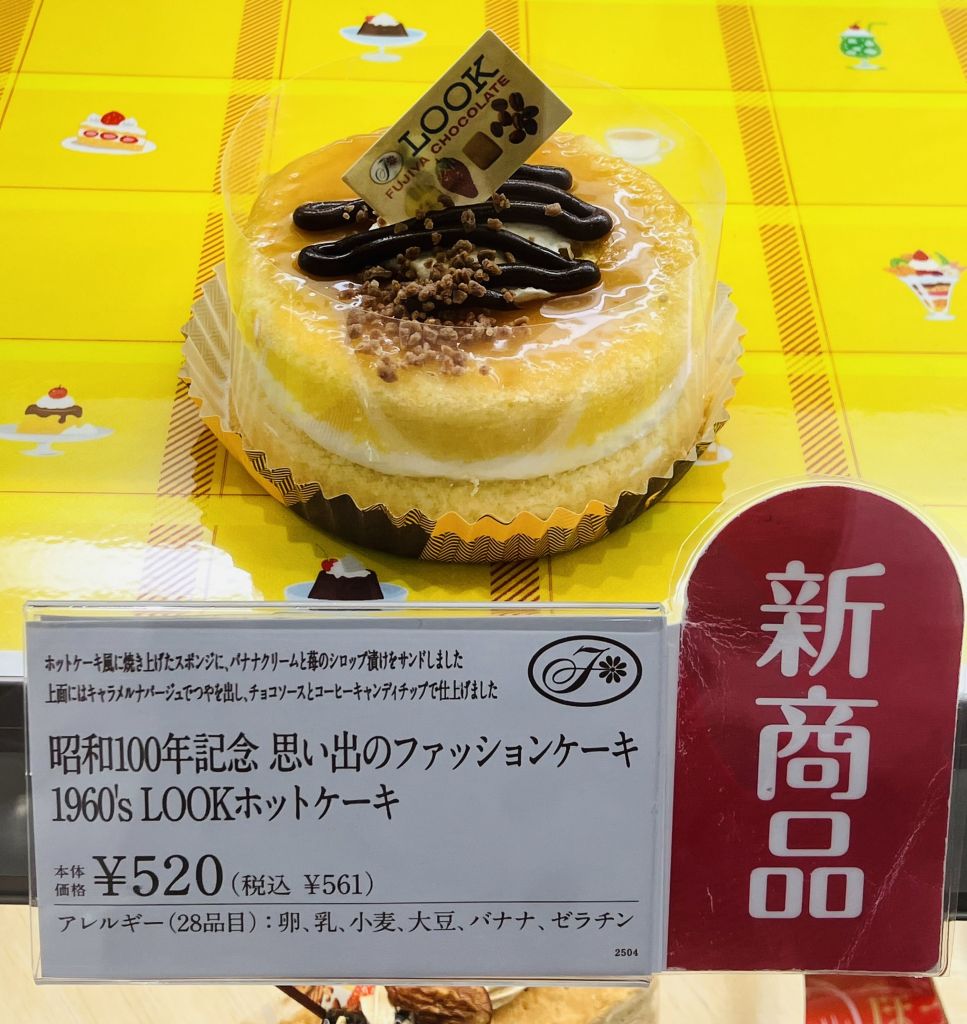 LOOK
FUJIYA CHOCOLATE
ホットケーキ風に焼き上げたスポンジに、バナナクリームと苺のシロップ漬けをサンドしました
上面にはキャラメルナパージュでつやを出し、チョコソースとコーヒーキャンディチップで仕上げました
F
昭和100年記念 思い出のファッションケーキ
1960's LOOKホットケーキ
本体価格 ¥520 (税込 ¥561)
アレルギー(28品目):卵、乳、小麦、大豆、バナナ、ゼラチン
2504
新商品